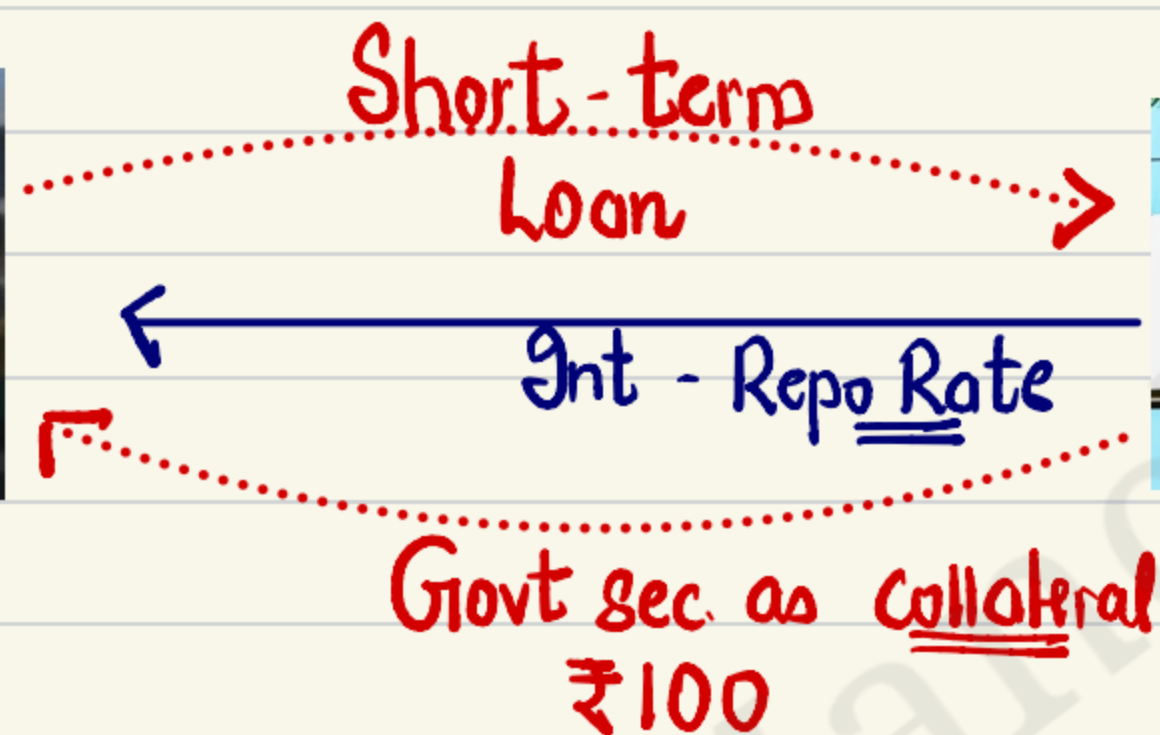 Short-term
Loan
Int - Repo Rate
Govt sec. as collateral
₹100